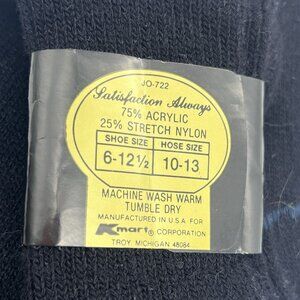 JO-722
Satisfaction Always
75% ACRYLIC
25% STRETCH NYLON
SHOE SIZE HOSE SIZE
6-12½ 10-13
MACHINE WASH WARM
TUMBLE DRY
MANUFACTURED IN U.S.A. FOR
Kmart® CORPORATION
TROY, MICHIGAN 48084